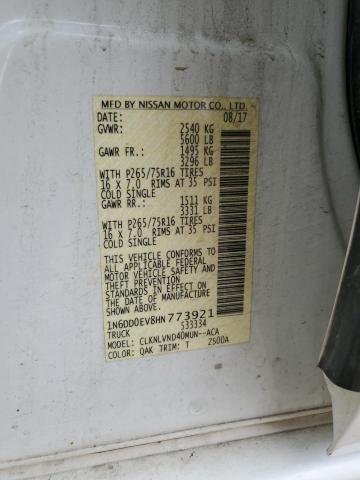 MFD BY NISSAN MOTOR CO., LTD.
DATE: 08/17
GVWR: 2540 KG
5600 LB
GAWR FR.: 1495 KG
3296 LB
WITH P265/75R16 TIRES
16 X 7.0 RIMS AT 35 PSI
COLD SINGLE
GAWR RR.: 1511 KG
3331 LB
WITH P265/75R16 TIRES
16 X 7.0 RIMS AT 35 PSI
COLD SINGLE
THIS VEHICLE CONFORMS TO
ALL APPLICABLE FEDERAL
MOTOR VEHICLE SAFETY
STANDARDS IN EFFECT ON
THE DATE OF MANUFACTURE
SHOWN ABOVE.
1N6DD0EV8HN773921
TRUCK 533334
MODEL: CLKNLVND40MUN--ACA
COLOR: QAK TRIM: T ZS00A